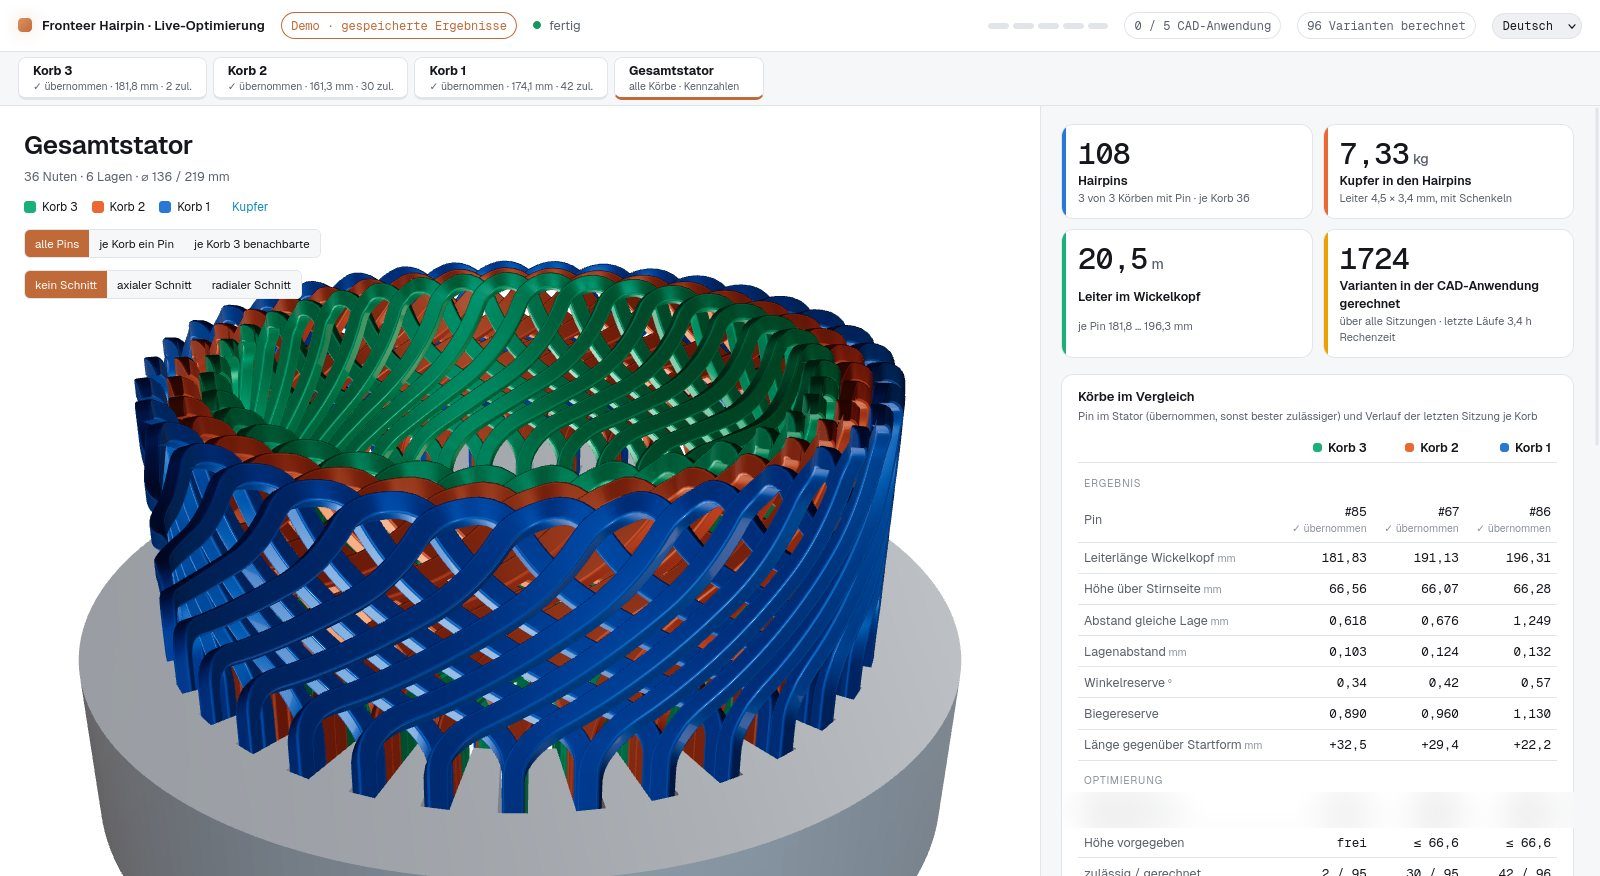 Fronteer Hairpin · Live-Optimierung
Demo · gespeicherte Ergebnisse
fertig
0 / 5 CAD-Anwendung
96 Varianten berechnet
Deutsch
Korb 3
✓ übernommen · 181,8 mm · 2 zul.
Korb 2
✓ übernommen · 161,3 mm · 30 zul.
Korb 1
✓ übernommen · 174,1 mm · 42 zul.
Gesamtstator
alle Körbe · Kennzahlen
Gesamtstator
36 Nuten · 6 Lagen · ⌀ 136 / 219 mm
Korb 3 Korb 2 Korb 1 Kupfer
alle Pins je Korb ein Pin je Korb 3 benachbarte
kein Schnitt axialer Schnitt radialer Schnitt
108
Hairpins
3 von 3 Körben mit Pin · je Korb 36
7,33 kg
Kupfer in den Hairpins
Leiter 4,5 × 3,4 mm, mit Schenkeln
20,5 m
Leiter im Wickelkopf
je Pin 181,8 … 196,3 mm
1724
Varianten in der CAD-Anwendung
gerechnet
über alle Sitzungen · letzte Läufe 3,4 h
Rechenzeit
Körbe im Vergleich
Pin im Stator (übernommen, sonst bester zulässiger) und Verlauf der letzten Sitzung je Korb
Korb 3 Korb 2 Korb 1
ERGEBNIS
Pin #85 #67 #86
✓ übernommen ✓ übernommen ✓ übernommen
Leiterlänge Wickelkopf mm 181,83 191,13 196,31
Höhe über Stirnseite mm 66,56 66,07 66,28
Abstand gleiche Lage mm 0,618 0,676 1,249
Lagenabstand mm 0,103 0,124 0,132
Winkelreserve ° 0,34 0,42 0,57
Biegereserve 0,890 0,960 1,130
Länge gegenüber Startform mm +32,5 +29,4 +22,2
OPTIMIERUNG
Höhe vorgegeben frei ≤ 66,6 ≤ 66,6
zulässig / gerechnet 2 / 95 30 / 95 42 / 96